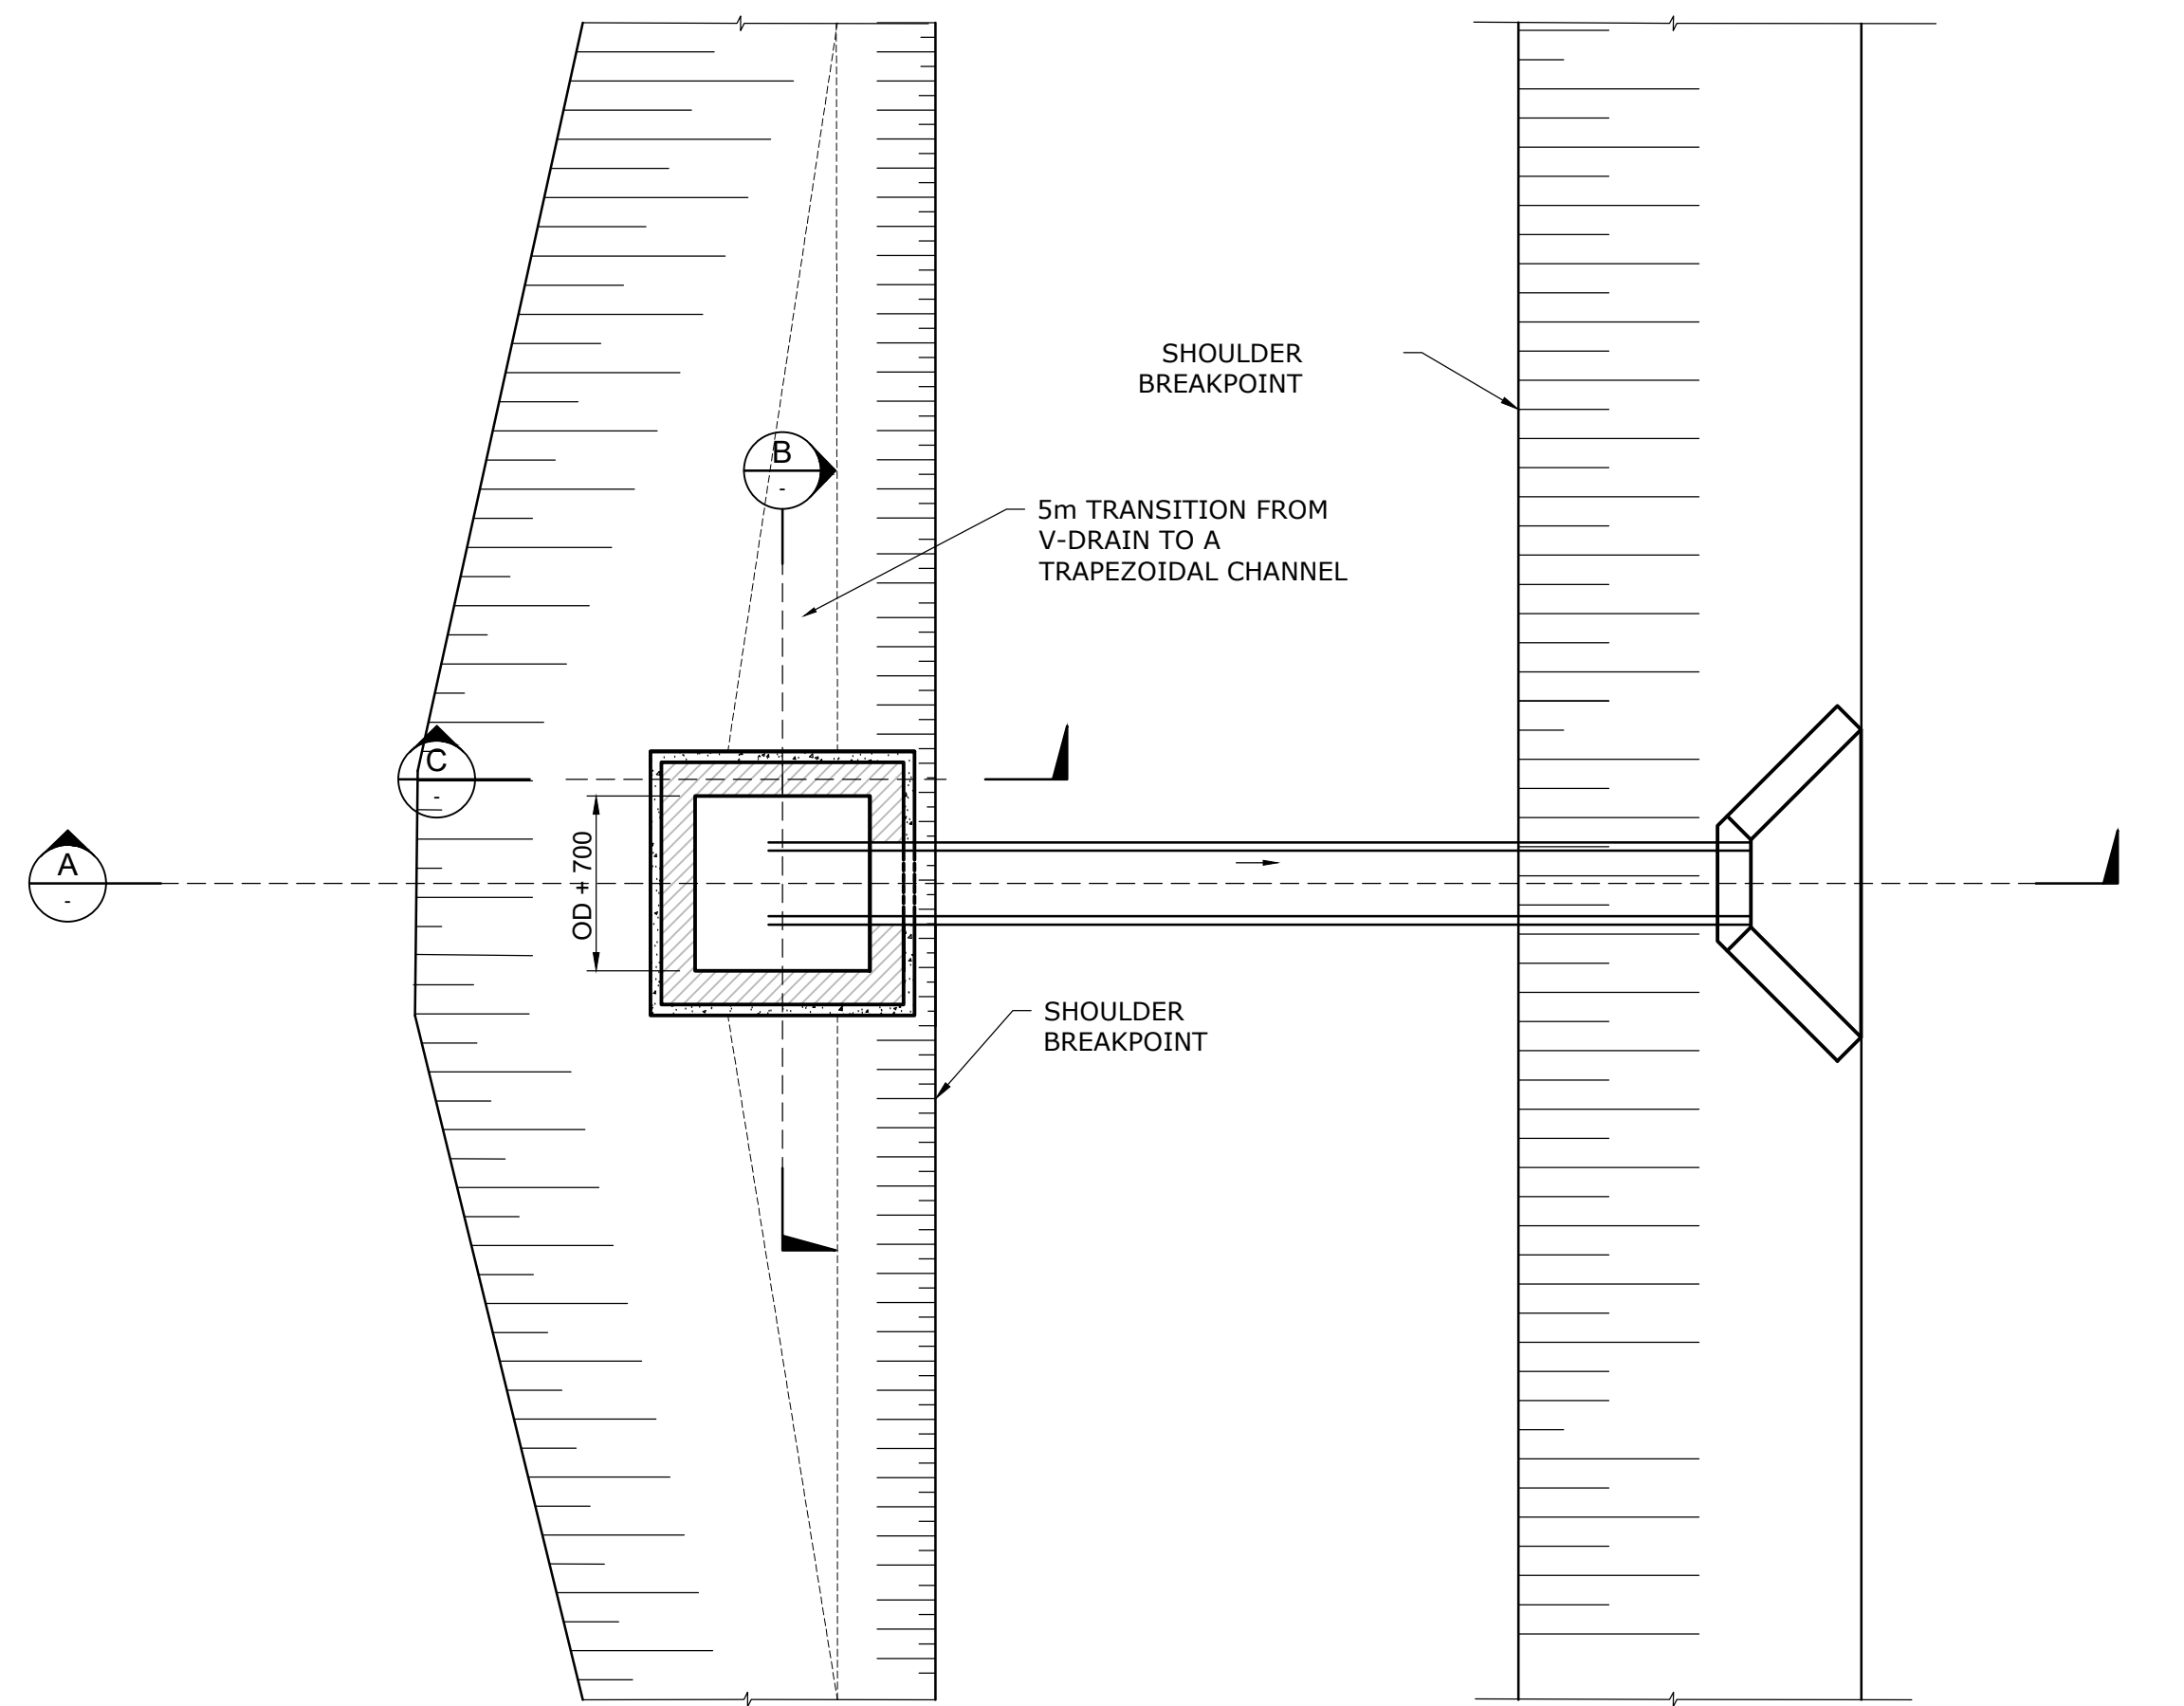 SHOULDER
BREAKPOINT
B
-
5m TRANSITION FROM
V-DRAIN TO A
TRAPEZOIDAL CHANNEL
C
-
A
-
OD + 700
SHOULDER
BREAKPOINT